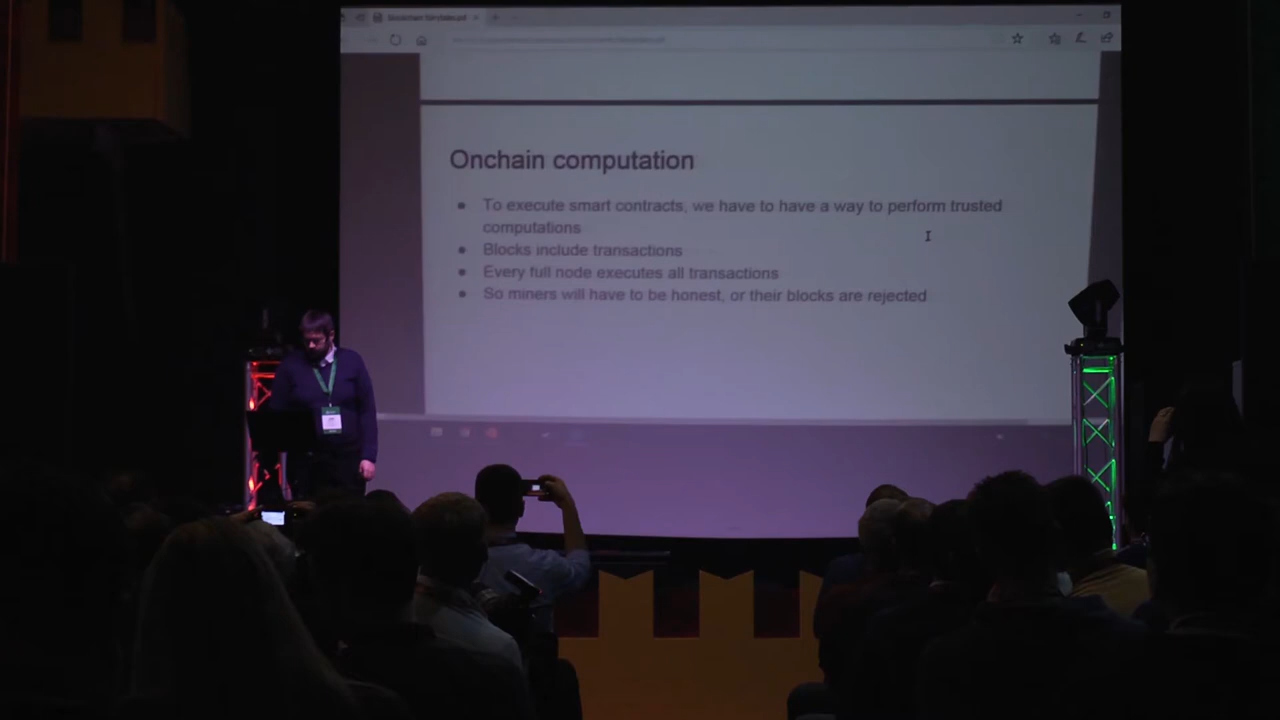 Onchain computation
To execute smart contracts, we have to have a way to perform trusted
computations
Blocks include transactions
Every full node executes all transactions
So miners will have to be honest, or their blocks are rejected